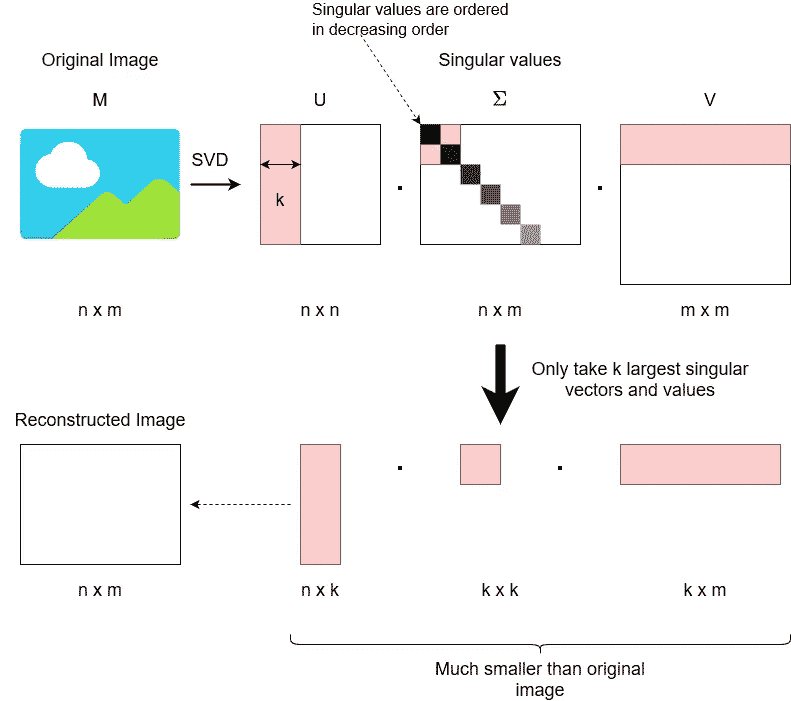 Singular values are ordered
in decreasing order
Original Image
Singular values
M
U
Σ
V
SVD
k
n x m
n x n
n x m
m x m
Only take k largest singular
vectors and values
Reconstructed Image
n x m
n x k
k x k
k x m
Much smaller than original
image